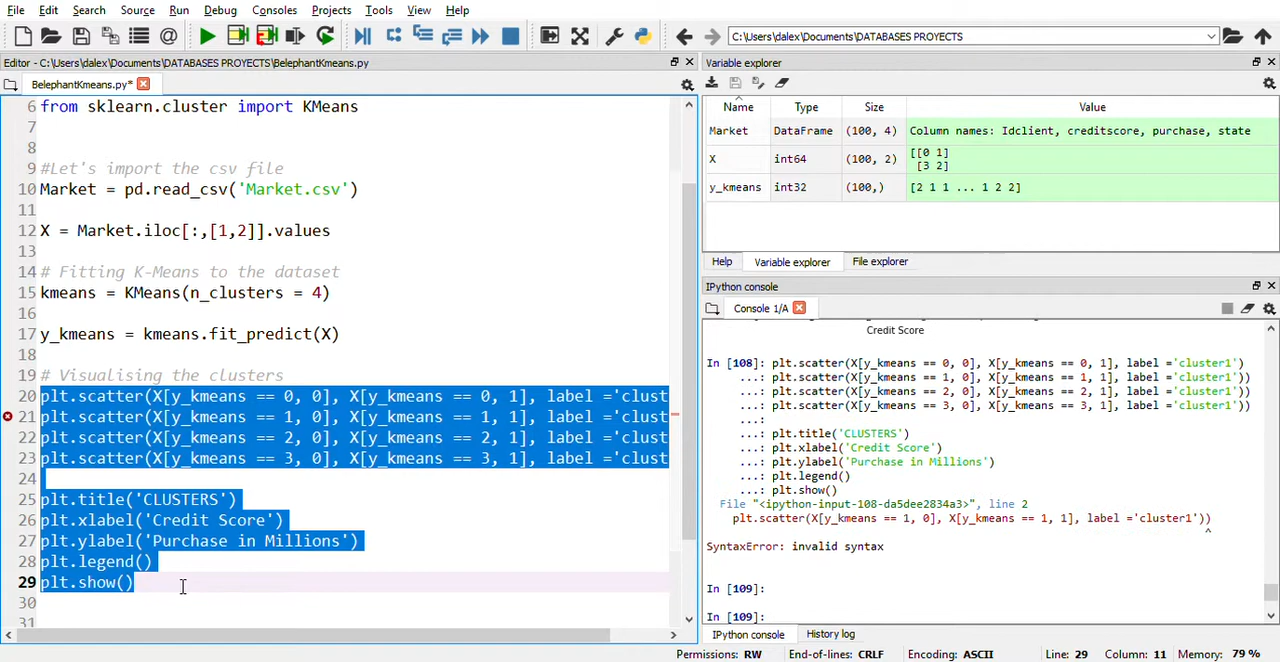 File Edit Search Source Run Debug Consoles Projects Tools View Help
C:\Users\dalex\Documents\DATABASES PROYECTS
Editor - C:\Users\dalex\Documents\DATABASES PROYECTS\BelephantKmeans.py
BelephantKmeans.py*
6 from sklearn.cluster import KMeans
7
8
9 #Let's import the csv file
10 Market = pd.read_csv('Market.csv')
11
12 X = Market.iloc[:,[1,2]].values
13
14 # Fitting K-Means to the dataset
15 kmeans = KMeans(n_clusters = 4)
16
17 y_kmeans = kmeans.fit_predict(X)
18
19 # Visualising the clusters
20 plt.scatter(X[y_kmeans == 0, 0], X[y_kmeans == 0, 1], label ='clust
21 plt.scatter(X[y_kmeans == 1, 0], X[y_kmeans == 1, 1], label ='clust
22 plt.scatter(X[y_kmeans == 2, 0], X[y_kmeans == 2, 1], label ='clust
23 plt.scatter(X[y_kmeans == 3, 0], X[y_kmeans == 3, 1], label ='clust
24
25 plt.title('CLUSTERS')
26 plt.xlabel('Credit Score')
27 plt.ylabel('Purchase in Millions')
28 plt.legend()
29 plt.show()
30
31
Variable explorer
Name Type Size Value
Market DataFrame (100, 4) Column names: Idclient, creditscore, purchase, state
X int64 (100, 2) [[0 1]
[3 2]
y_kmeans int32 (100,) [2 1 1 ... 1 2 2]
Help Variable explorer File explorer
IPython console
Console 1/A
Credit Score
In [108]: plt.scatter(X[y_kmeans == 0, 0], X[y_kmeans == 0, 1], label ='cluster1')
...: plt.scatter(X[y_kmeans == 1, 0], X[y_kmeans == 1, 1], label ='cluster1'))
...: plt.scatter(X[y_kmeans == 2, 0], X[y_kmeans == 2, 1], label ='cluster1'))
...: plt.scatter(X[y_kmeans == 3, 0], X[y_kmeans == 3, 1], label ='cluster1'))
...:
...: plt.title('CLUSTERS')
...: plt.xlabel('Credit Score')
...: plt.ylabel('Purchase in Millions')
...: plt.legend()
...: plt.show()
File "<ipython-input-108-da5dee2834a3>", line 2
plt.scatter(X[y_kmeans == 1, 0], X[y_kmeans == 1, 1], label ='cluster1'))
^
SyntaxError: invalid syntax
In [109]:
In [109]:
IPython console History log
Permissions: RW End-of-lines: CRLF Encoding: ASCII Line: 29 Column: 11 Memory: 79 %